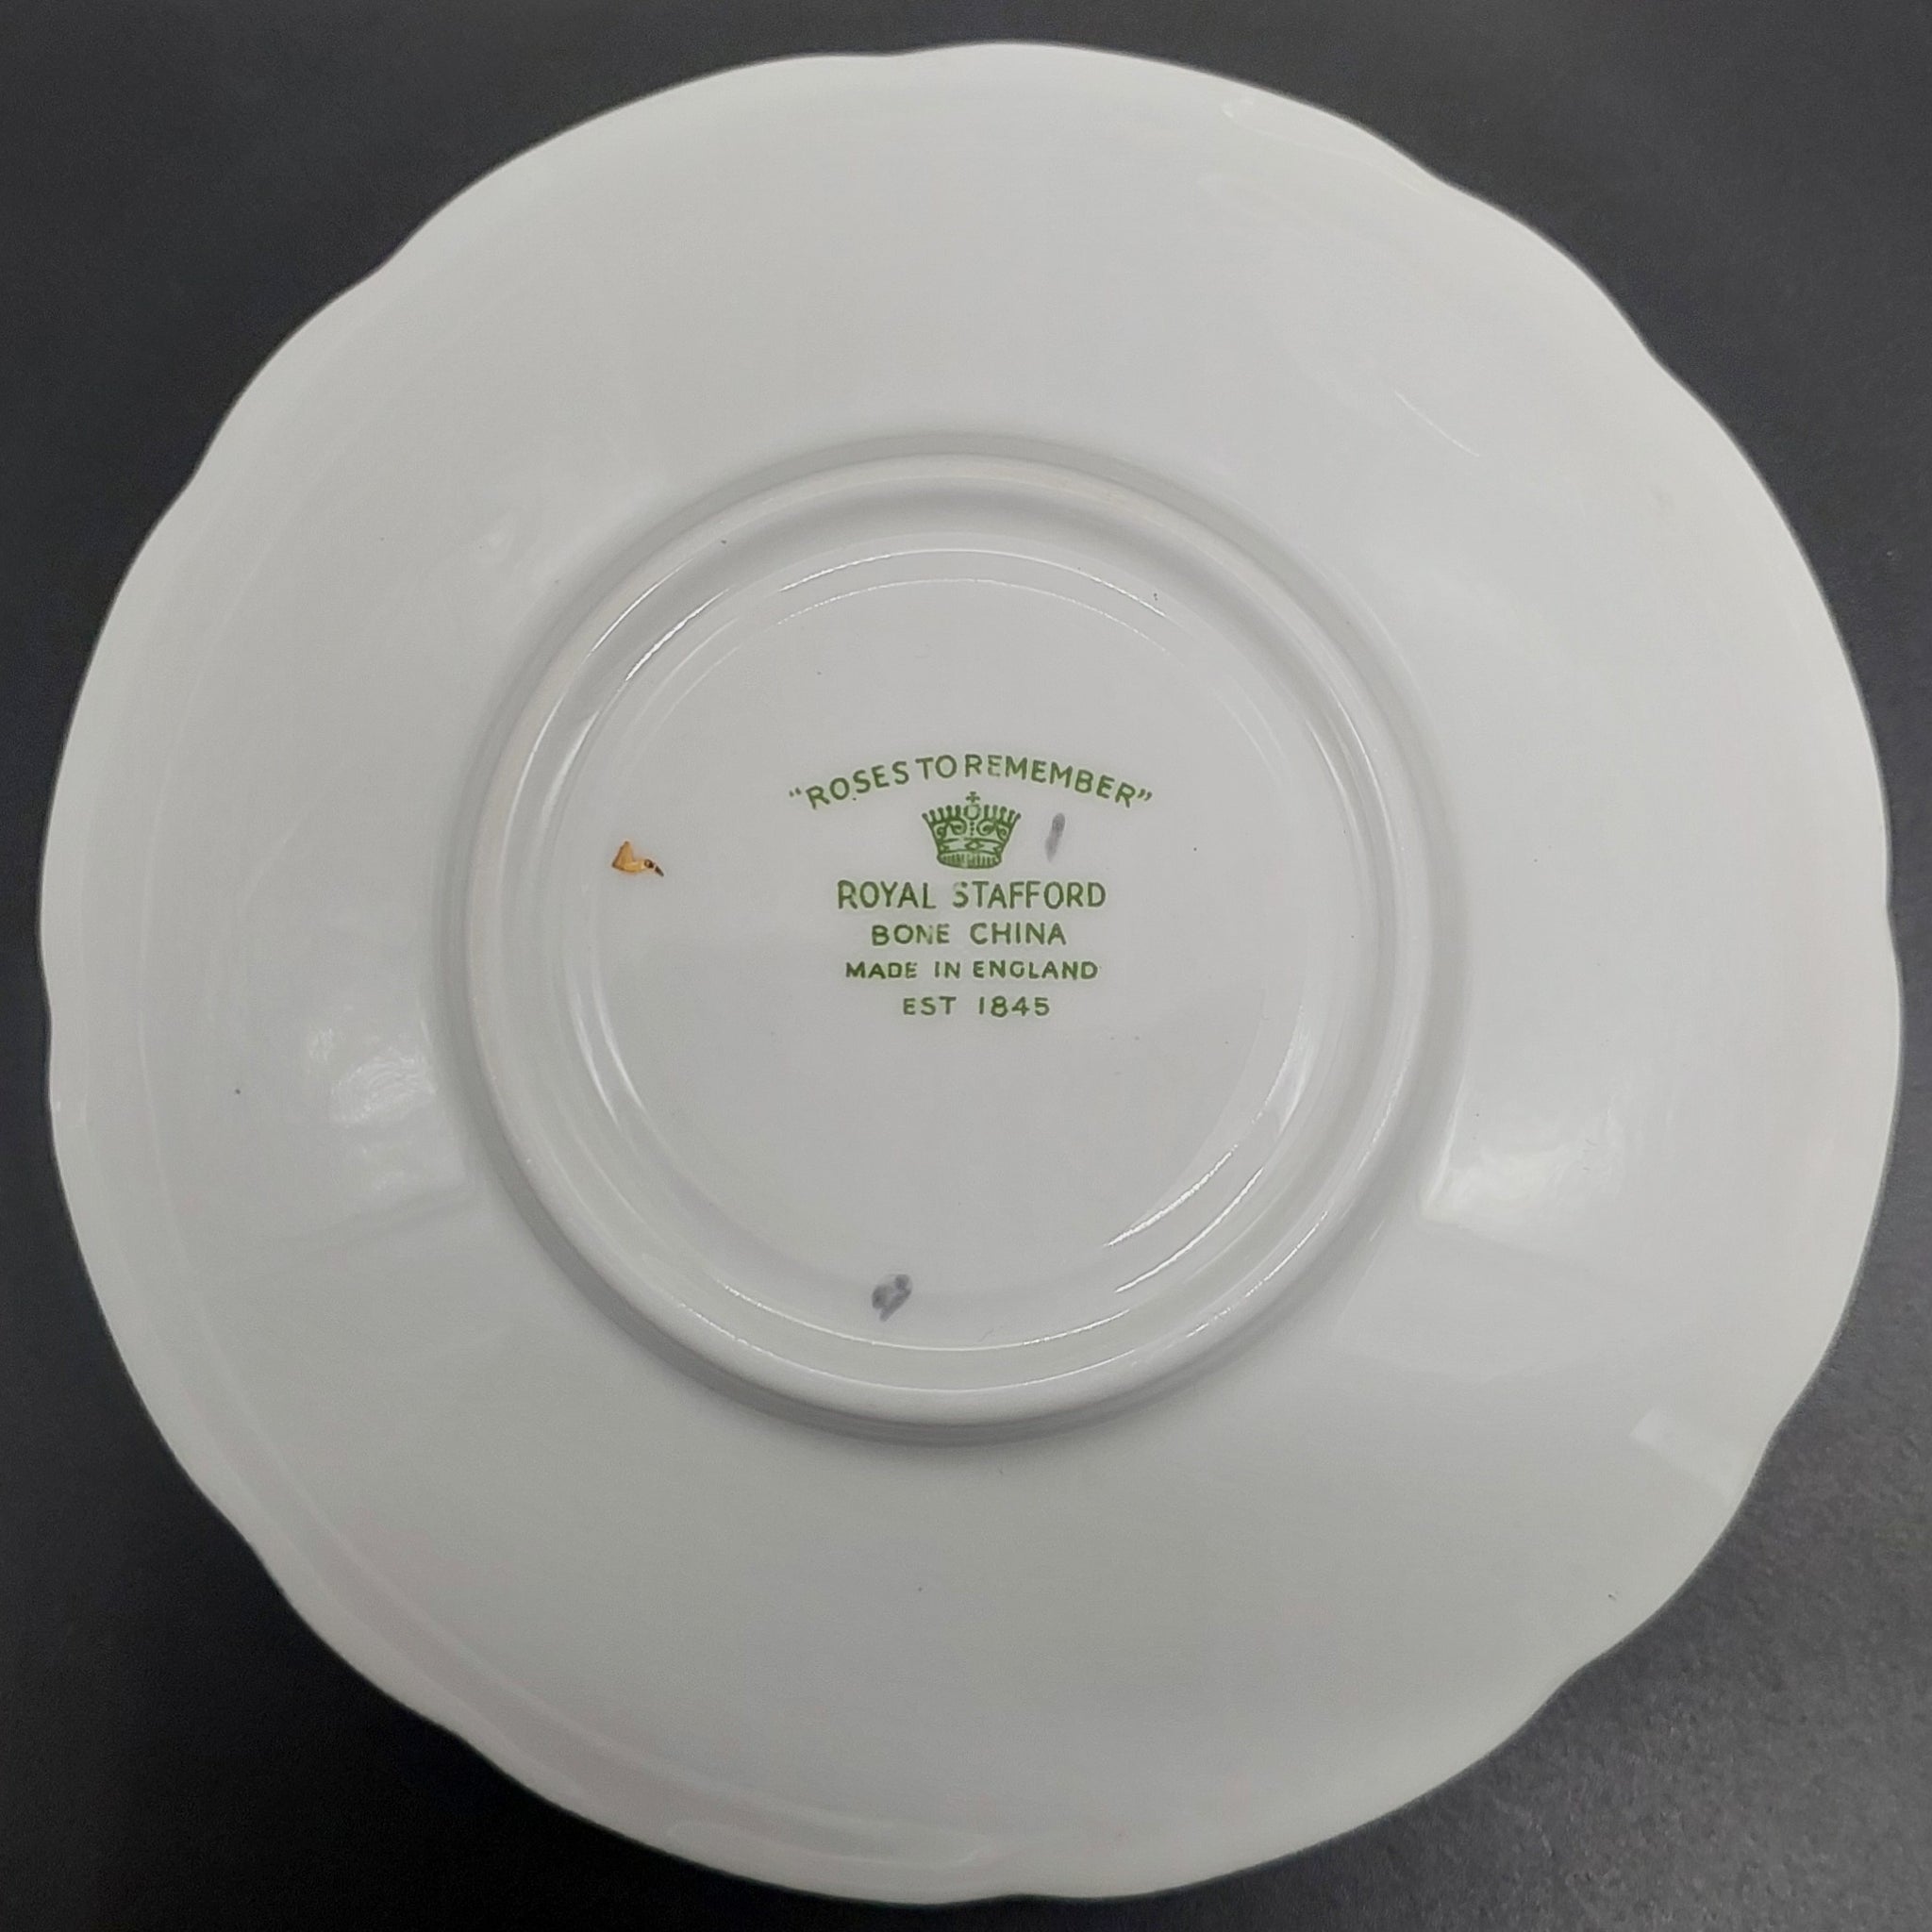 "ROSES TO REMEMBER"
ROYAL STAFFORD
BONE CHINA
MADE IN ENGLAND
EST 1845